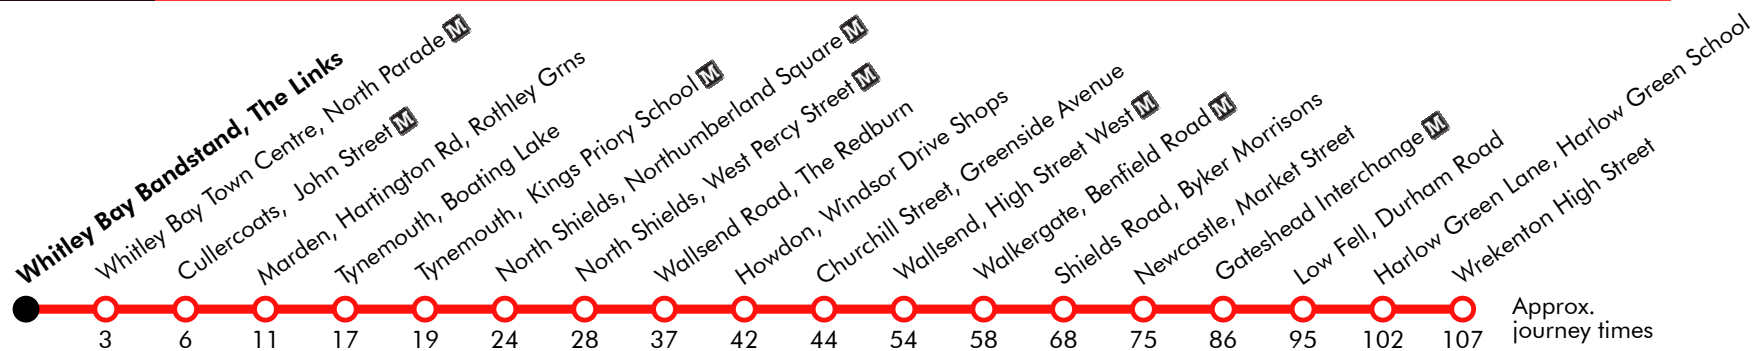 Whitley Bay Bandstand, The Links
Whitley Bay Town Centre, North Parade M
Cullercoats, John Street M
Marden, Hartington Rd, Rothley Grns
Tynemouth, Boating Lake
Tynemouth, Kings Priory School M
North Shields, Northumberland Square M
North Shields, West Percy Street M
Wallsend Road, The Redburn
Howdon, Windsor Drive Shops
Churchill Street, Greenside Avenue
Wallsend, High Street West M
Walkergate, Benfield Road M
Shields Road, Byker Morrisons
Newcastle, Market Street
Gateshead Interchange M
Low Fell, Durham Road
Harlow Green Lane, Harlow Green School
Wrekenton High Street
3 6 11 17 19 24 28 37 42 44 54 58 68 75 86 95 102 107
Approx.
journey times